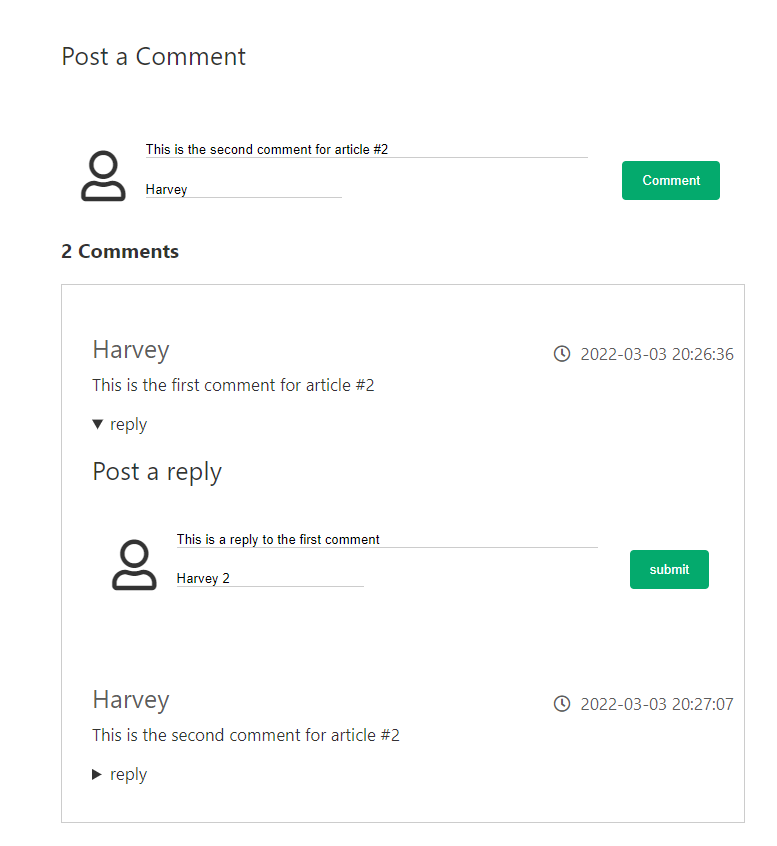 Post a Comment
This is the second comment for article #2
Harvey
Comment
2 Comments
Harvey
2022-03-03 20:26:36
This is the first comment for article #2
reply
Post a reply
This is a reply to the first comment
Harvey 2
submit
Harvey
2022-03-03 20:27:07
This is the second comment for article #2
reply